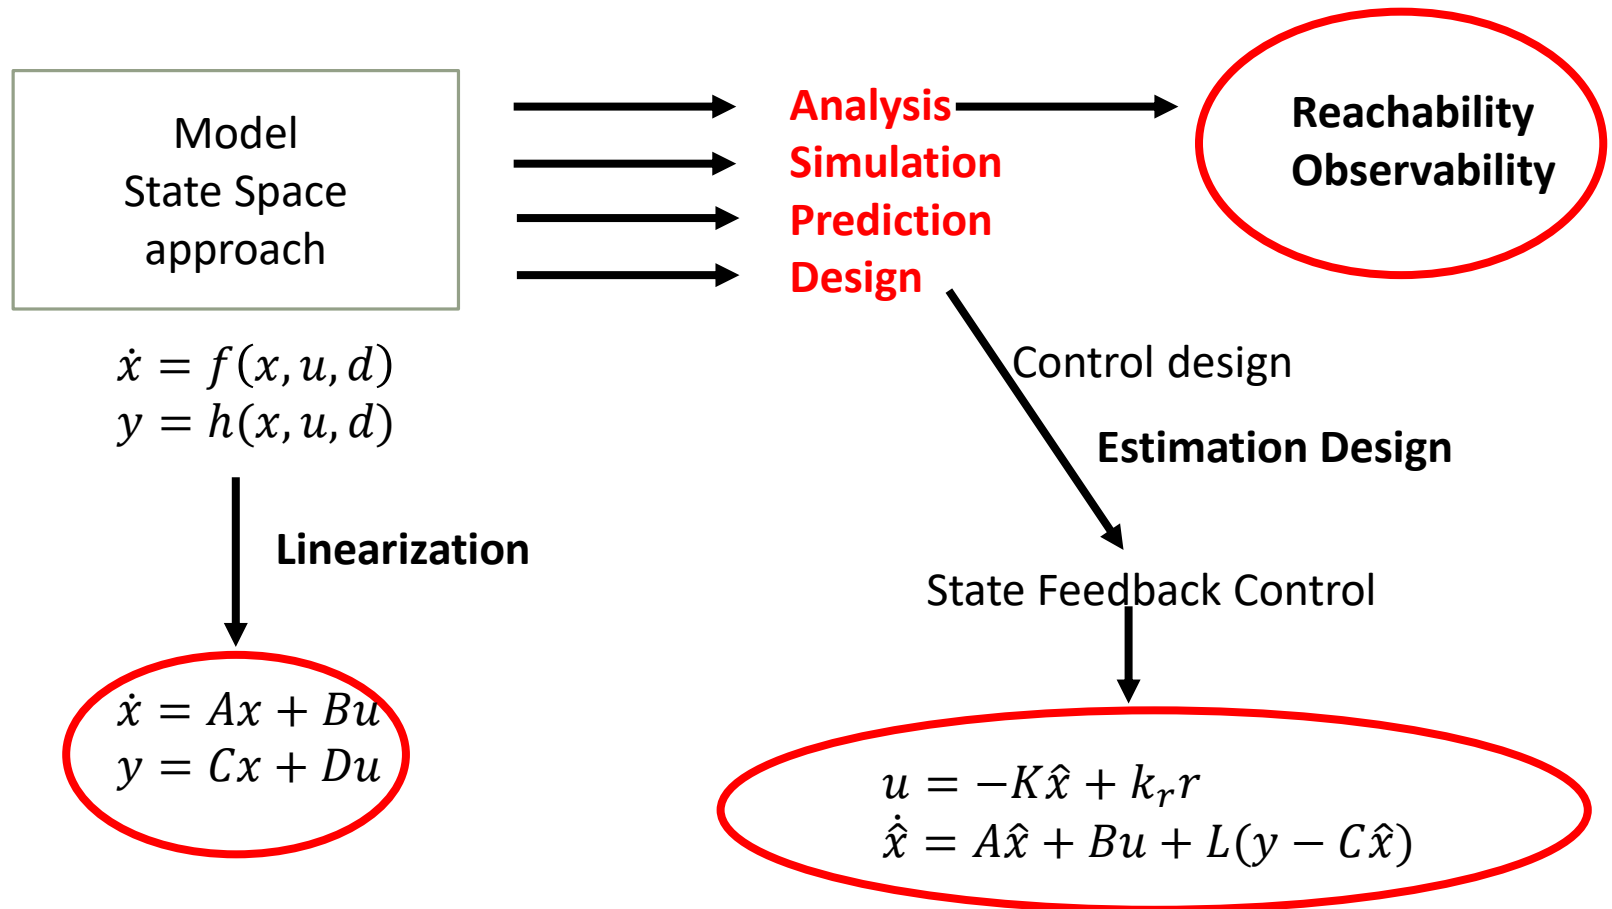 Model
State Space
approach
ẋ = f(x, u, d)
y = h(x, u, d)
Linearization
ẋ = Ax + Bu
y = Cx + Du
Analysis
Simulation
Prediction
Design
Reachability
Observability
Control design
Estimation Design
State Feedback Control
u = −Kx̂ + kᵣr
x̂̇ = Ax̂ + Bu + L(y − Cx̂)